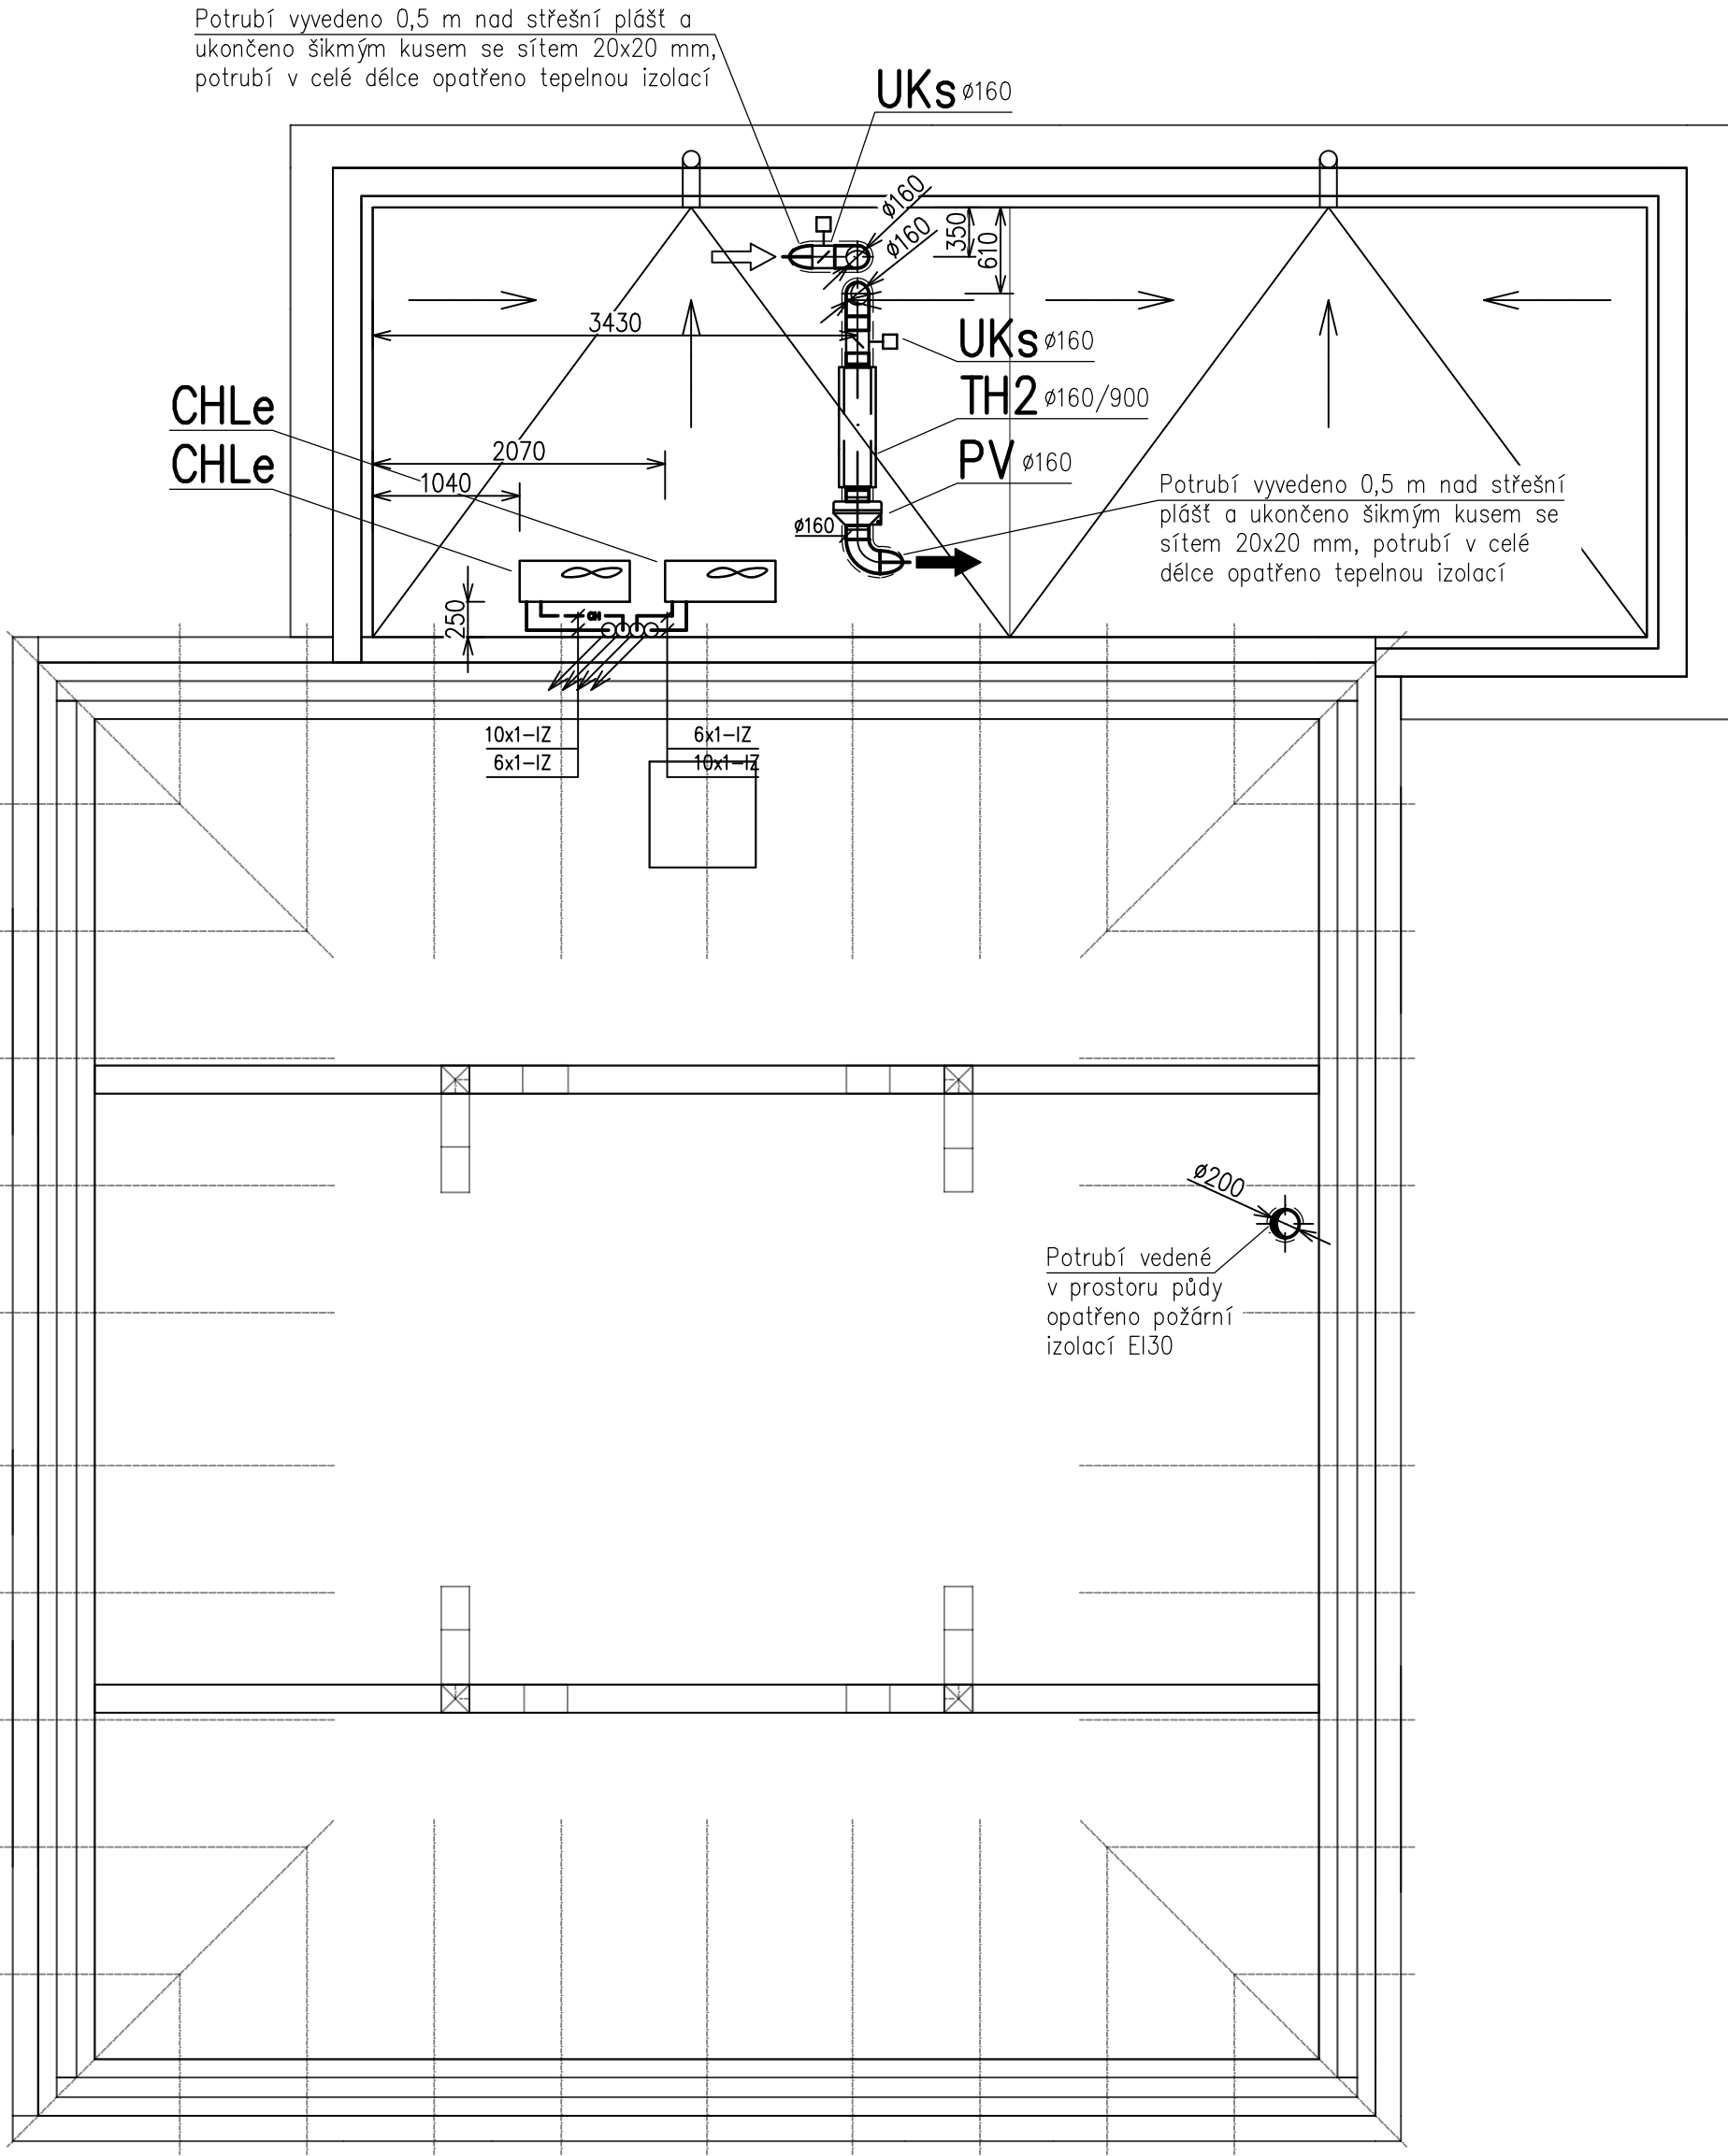 Potrubí vyvedeno 0,5 m nad střešní plášť a
ukončeno šikmým kusem se sítem 20x20 mm,
potrubí v celé délce opatřeno tepelnou izolací
UKs ø160
ø160
ø160
350
610
3430
UKs ø160
TH2 ø160/900
CHLe
CHLe
2070
1040
PV ø160
Potrubí vyvedeno 0,5 m nad střešní
plášť a ukončeno šikmým kusem se
sítem 20x20 mm, potrubí v celé
délce opatřeno tepelnou izolací
ø160
250
CH
10x1-IZ
6x1-IZ
6x1-IZ
10x1-IZ
ø200
Potrubí vedené
v prostoru půdy
opatřeno požární
izolací EI30